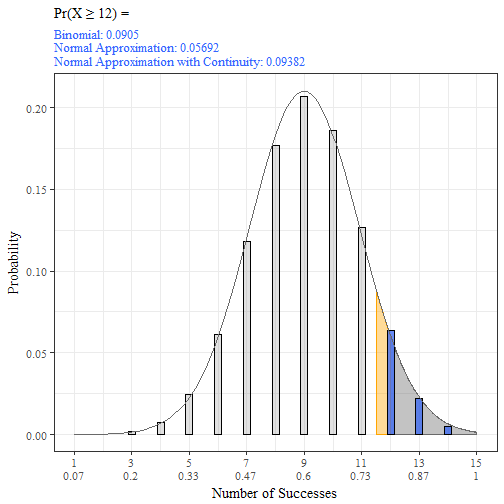 Pr(X ≥ 12) =
Binomial: 0.0905
Normal Approximation: 0.05692
Normal Approximation with Continuity: 0.09382
0.20
0.15
0.10
0.05
0.00
Probability
1 3 5 7 9 11 13 15
0.07 0.2 0.33 0.47 0.6 0.73 0.87 1
Number of Successes